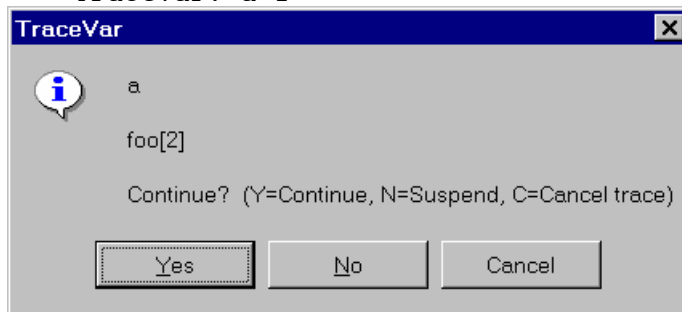 TraceVar
a
foo[2]
Continue? (Y=Continue, N=Suspend, C=Cancel trace)
Yes No Cancel